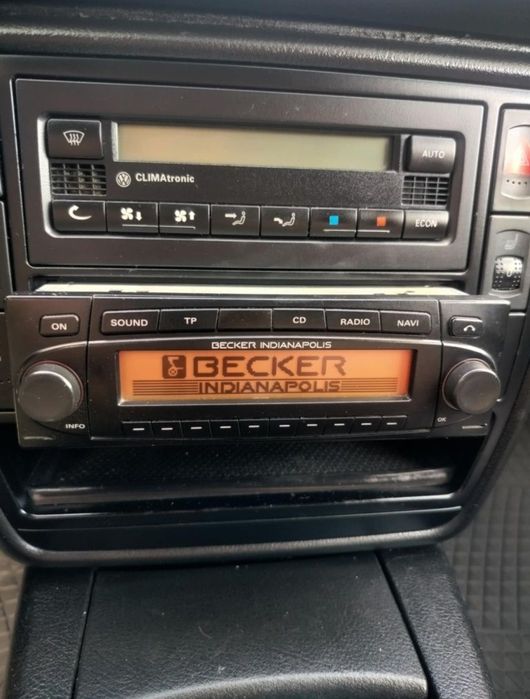 CLIMAtronic
AUTO
ECON
ON
SOUND
TP
CD
RADIO
NAVI
BECKER INDIANAPOLIS
BECKER
INDIANAPOLIS
INFO
OK